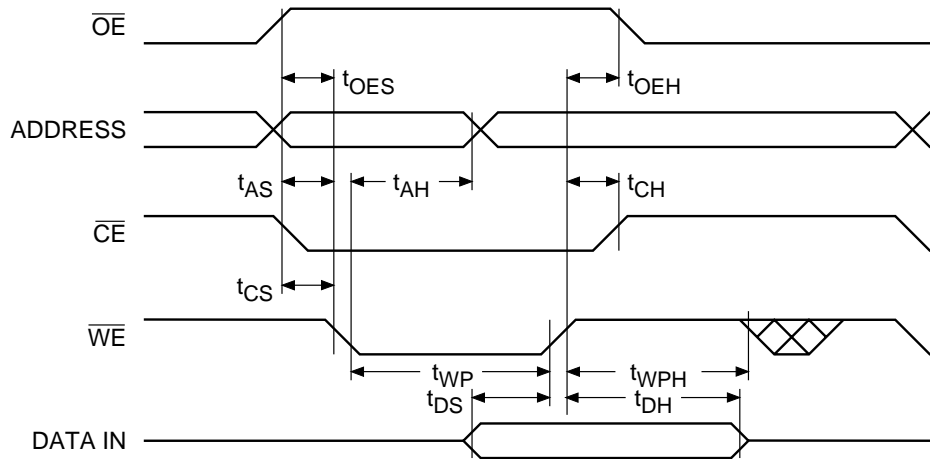 OE
tOES
tOEH
ADDRESS
tAS
tAH
tCH
CE
tCS
WE
tWP
tWPH
tDS
tDH
DATA IN